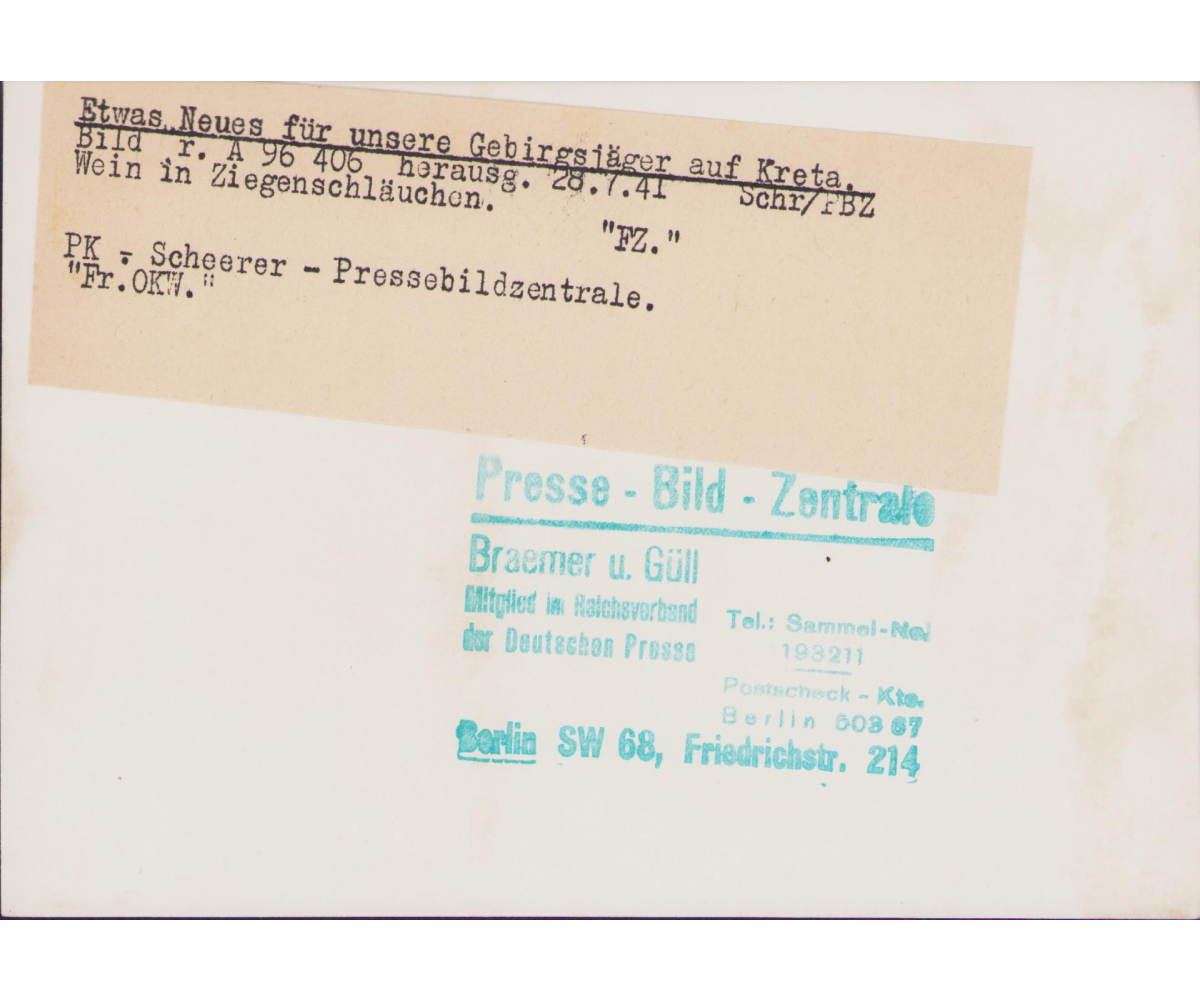 Etwas Neues für unsere Gebirgsjäger auf Kreta.
Bild r. A 96 406 herausg. 28.7.41 Schr/PBZ
Wein in Ziegenschläuchen.
"FZ."
PK - Scheerer - Pressebildzentrale.
"Fr.OKW."
Presse - Bild - Zentrale
Braemer u. Güll
Mitglied im Reichsverband
der Deutschen Presse
Tel.: Sammel-No.
193211
Postscheck - Kto.
Berlin 503 67
Berlin SW 68, Friedrichstr. 214